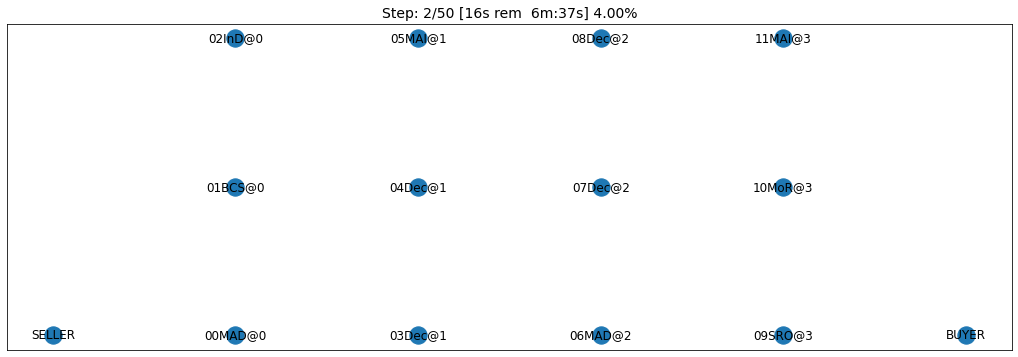 Step: 2/50 [16s rem  6m:37s] 4.00%
02InD@0 05MAI@1 08Dec@2 11MAI@3
01BCS@0 04Dec@1 07Dec@2 10MoR@3
SELLER 00MAD@0 03Dec@1 06MAD@2 09SRO@3 BUYER